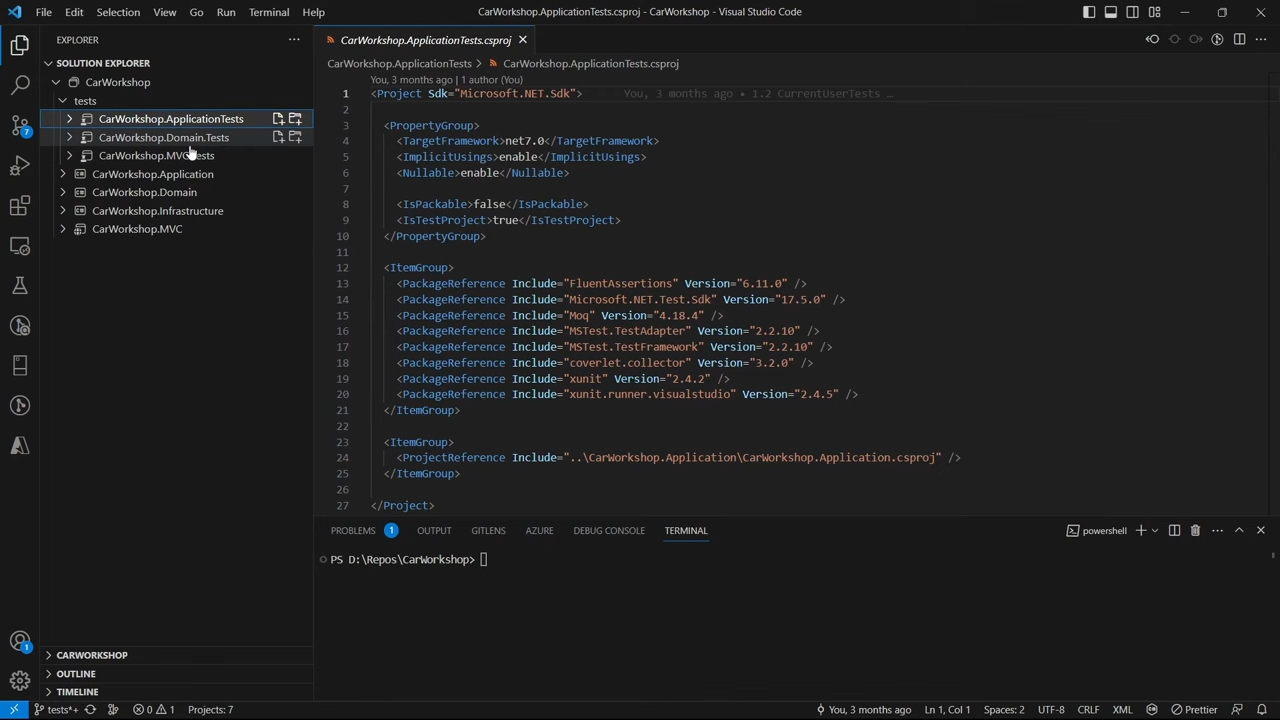 File Edit Selection View Go Run Terminal Help
CarWorkshop.ApplicationTests.csproj - CarWorkshop - Visual Studio Code
EXPLORER
SOLUTION EXPLORER
CarWorkshop
tests
CarWorkshop.ApplicationTests
CarWorkshop.Domain.Tests
CarWorkshop.MVCTests
CarWorkshop.Application
CarWorkshop.Domain
CarWorkshop.Infrastructure
CarWorkshop.MVC
7
CARWORKSHOP
OUTLINE
TIMELINE
1
CarWorkshop.ApplicationTests.csproj
CarWorkshop.ApplicationTests > CarWorkshop.ApplicationTests.csproj
You, 3 months ago | 1 author (You)
1 <Project Sdk="Microsoft.NET.Sdk"> You, 3 months ago • 1.2 CurrentUserTests …
2
3 <PropertyGroup>
4 <TargetFramework>net7.0</TargetFramework>
5 <ImplicitUsings>enable</ImplicitUsings>
6 <Nullable>enable</Nullable>
7
8 <IsPackable>false</IsPackable>
9 <IsTestProject>true</IsTestProject>
10 </PropertyGroup>
11
12 <ItemGroup>
13 <PackageReference Include="FluentAssertions" Version="6.11.0" />
14 <PackageReference Include="Microsoft.NET.Test.Sdk" Version="17.5.0" />
15 <PackageReference Include="Moq" Version="4.18.4" />
16 <PackageReference Include="MSTest.TestAdapter" Version="2.2.10" />
17 <PackageReference Include="MSTest.TestFramework" Version="2.2.10" />
18 <PackageReference Include="coverlet.collector" Version="3.2.0" />
19 <PackageReference Include="xunit" Version="2.4.2" />
20 <PackageReference Include="xunit.runner.visualstudio" Version="2.4.5" />
21 </ItemGroup>
22
23 <ItemGroup>
24 <ProjectReference Include="..\CarWorkshop.Application\CarWorkshop.Application.csproj" />
25 </ItemGroup>
26
27 </Project>
PROBLEMS 1 OUTPUT GITLENS AZURE DEBUG CONSOLE TERMINAL
powershell
PS D:\Repos\CarWorkshop>
tests*+ 0 1 Projects: 7
You, 3 months ago Ln 1, Col 1 Spaces: 2 UTF-8 CRLF XML Prettier